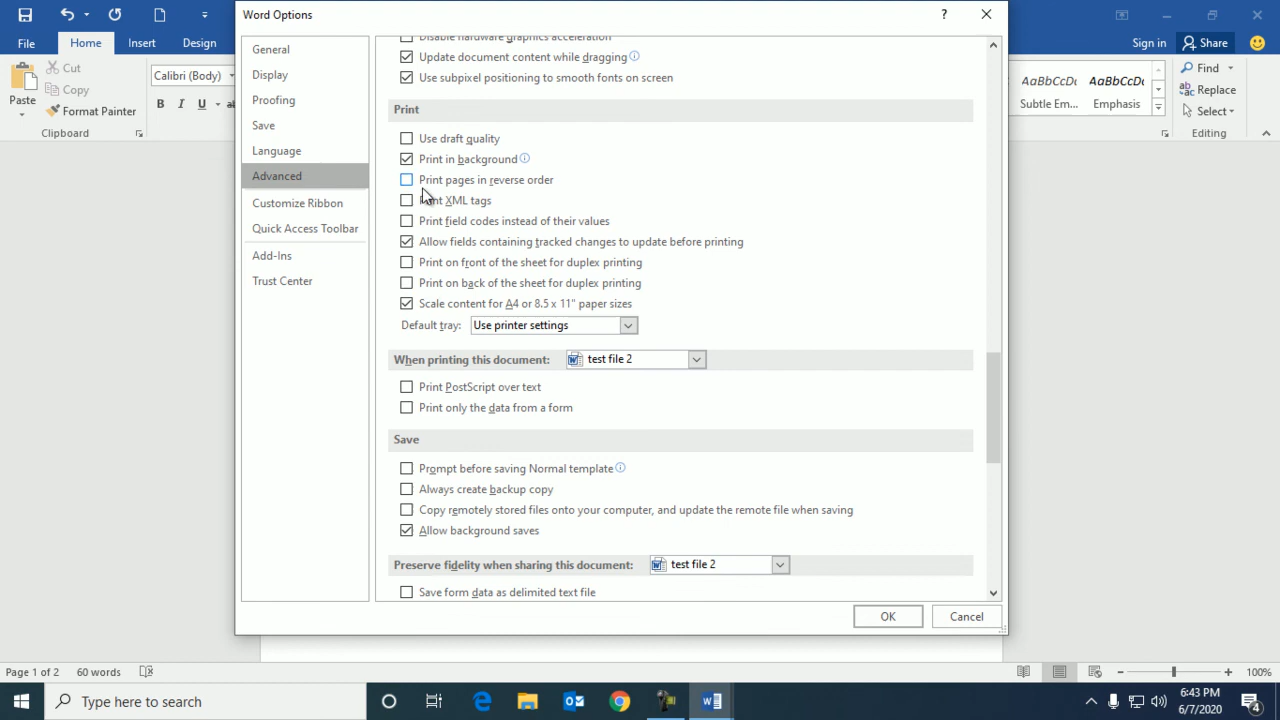 Word Options
?
File
Home
Insert
Design
Sign in
Share
Paste
Cut
Copy
Format Painter
Clipboard
Calibri (Body)
B I U ab
AaBbCcDc
AaBbCcDc
Subtle Em...
Emphasis
Find
Replace
Select
Editing
General
Display
Proofing
Save
Language
Advanced
Customize Ribbon
Quick Access Toolbar
Add-Ins
Trust Center
Disable hardware graphics acceleration
Update document content while dragging
Use subpixel positioning to smooth fonts on screen
Print
Use draft quality
Print in background
Print pages in reverse order
Print XML tags
Print field codes instead of their values
Allow fields containing tracked changes to update before printing
Print on front of the sheet for duplex printing
Print on back of the sheet for duplex printing
Scale content for A4 or 8.5 x 11" paper sizes
Default tray: Use printer settings
When printing this document: test file 2
Print PostScript over text
Print only the data from a form
Save
Prompt before saving Normal template
Always create backup copy
Copy remotely stored files onto your computer, and update the remote file when saving
Allow background saves
Preserve fidelity when sharing this document: test file 2
Save form data as delimited text file
OK
Cancel
Page 1 of 2 60 words
100%
Type here to search
6:43 PM
6/7/2020
4